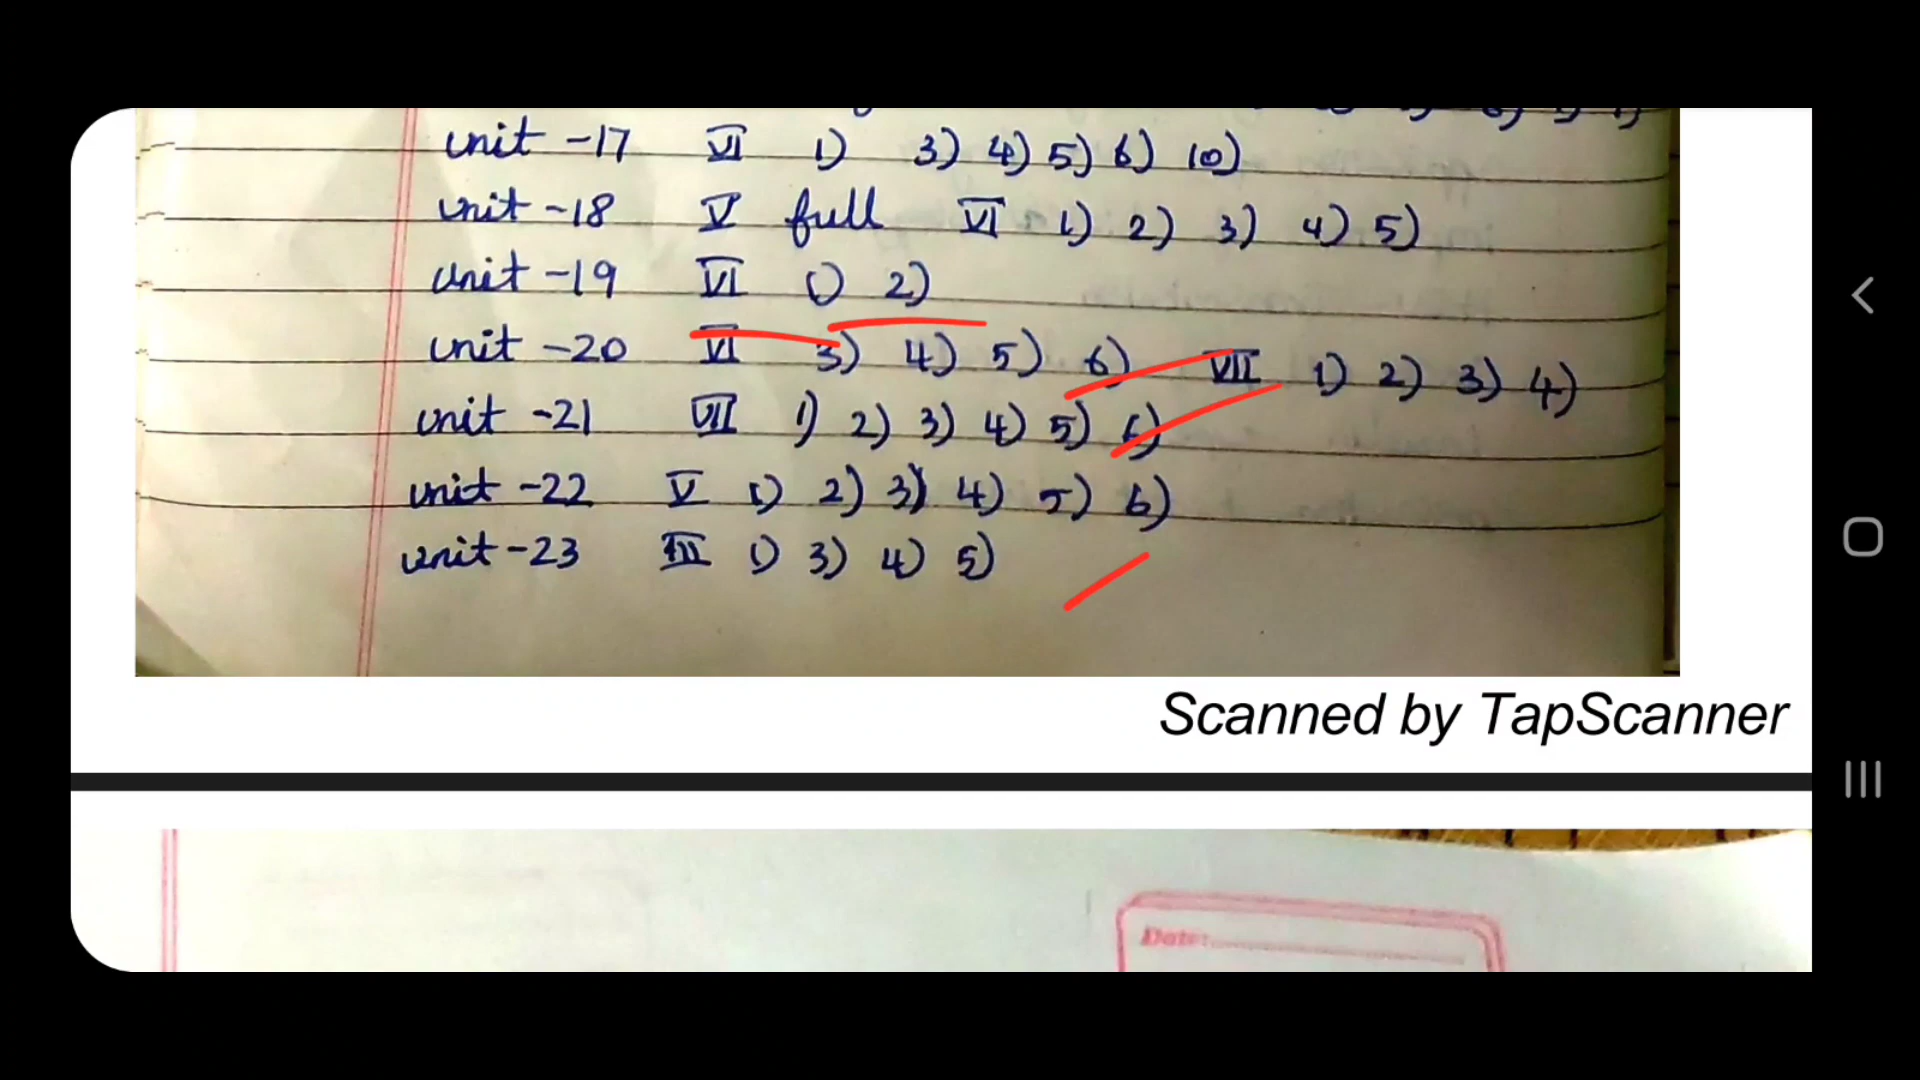 unit -17 VI 1) 3) 4) 5) 6) 10)
unit -18 V full VI 1) 2) 3) 4) 5)
unit -19 VI 1) 2)
unit -20 VI 3) 4) 5) 6) VII 1) 2) 3) 4)
unit -21 VII 1) 2) 3) 4) 5) 6)
unit -22 V 1) 2) 3) 4) 5) 6)
unit -23 III 1) 3) 4) 5)
Scanned by TapScanner
Date: